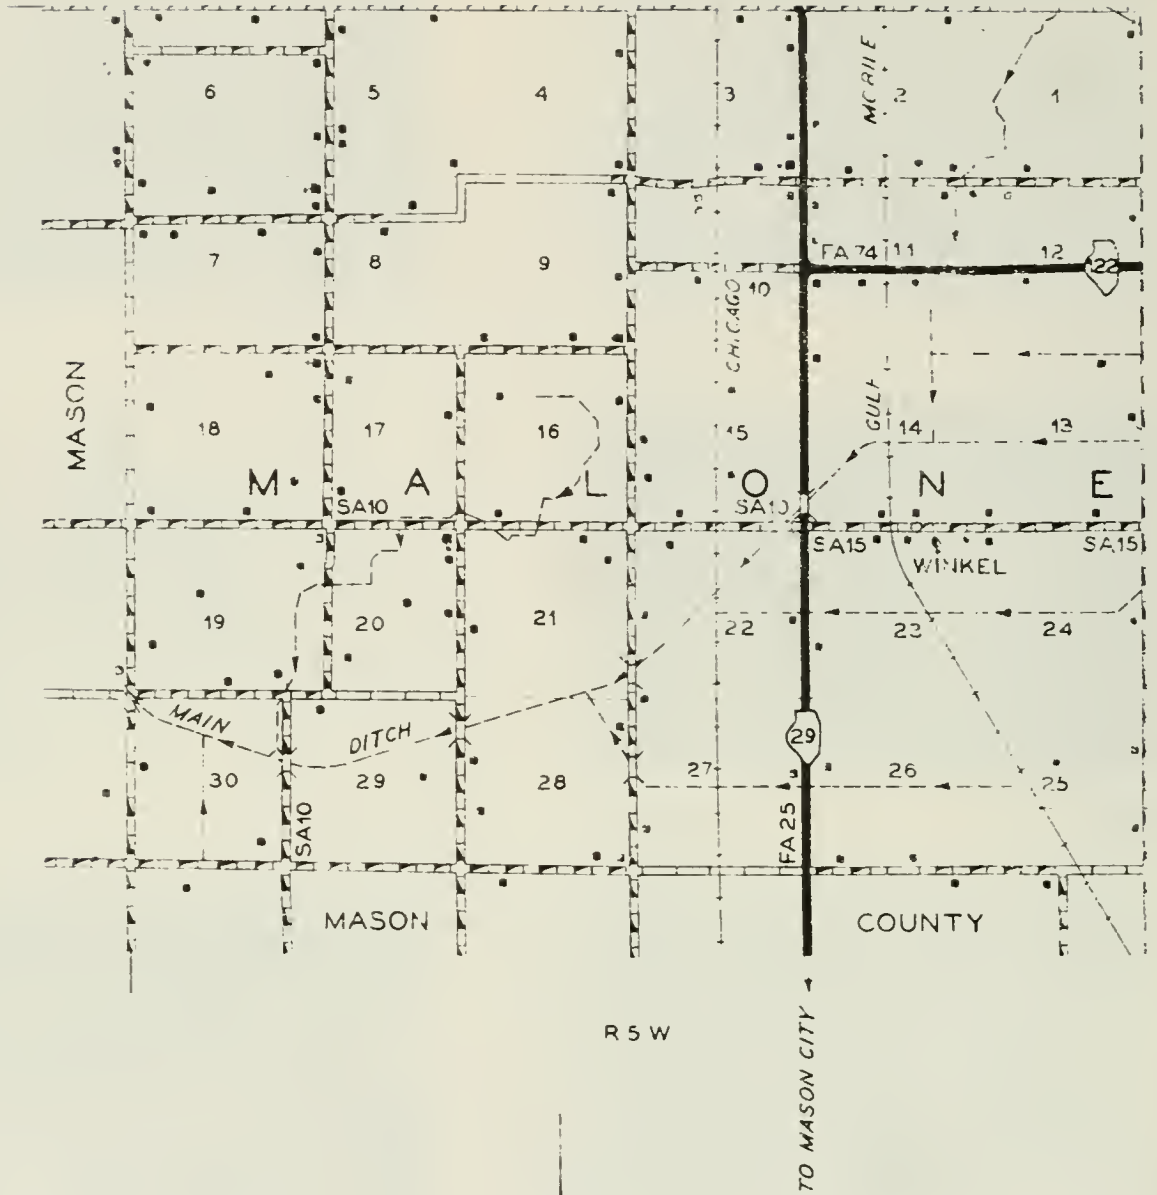 6 5 4 3 2 1
7 8 9 10 11 12
FA 74
122
CHICAGO
GULF
MASON
18 17 16 15 14 13
M A L O N E
SA10 SA10
SA15 SA15
WINKEL
19 20 21 22 23 24
MAIN DITCH
29
30 29 28 27 26 25
SA10
FA 25
MASON COUNTY
R 5 W
TO MASON CITY